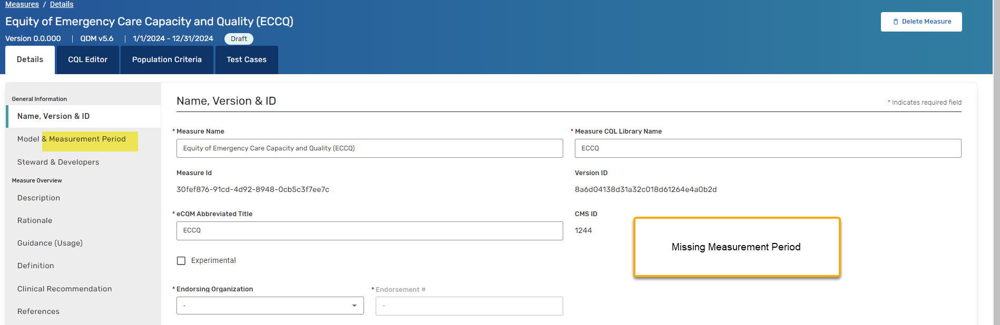 Measures / Details
Equity of Emergency Care Capacity and Quality (ECCQ)
Delete Measure
Version 0.0.000 | QDM v5.6 | 1/1/2024 - 12/31/2024 Draft
Details CQL Editor Population Criteria Test Cases
General Information
Name, Version & ID
Model & Measurement Period
Steward & Developers
Measure Overview
Description
Rationale
Guidance (Usage)
Definition
Clinical Recommendation
References
Name, Version & ID
* Indicates required field
* Measure Name
Equity of Emergency Care Capacity and Quality (ECCQ)
* Measure CQL Library Name
ECCQ
Measure Id
30fef876-91cd-4d92-8948-0cb5c3f7ee7c
Version ID
8a6d04138d31a32c018d61264e4a0b2d
* eCQM Abbreviated Title
ECCQ
CMS ID
1244
Missing Measurement Period
Experimental
* Endorsing Organization
-
* Endorsement #
-